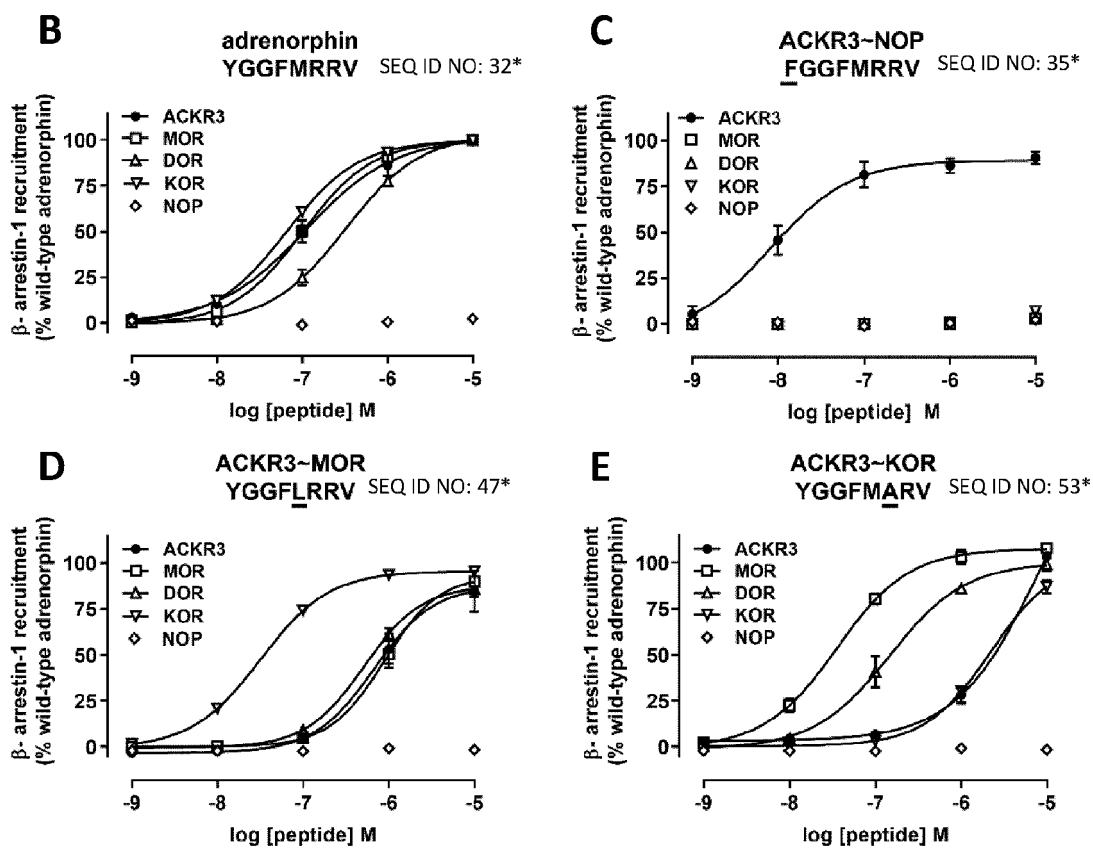 B
adrenorphin
YGGFMRRV SEQ ID NO: 32*
ACKR3
MOR
DOR
KOR
NOP
β- arrestin-1 recruitment
(% wild-type adrenorphin)
100
75
50
25
0
-9 -8 -7 -6 -5
log [peptide] M
C
ACKR3~NOP
FGGFMRRV SEQ ID NO: 35*
ACKR3
MOR
DOR
KOR
NOP
β- arrestin-1 recruitment
(% wild-type adrenorphin)
100
75
50
25
0
-9 -8 -7 -6 -5
log [peptide] M
D
ACKR3~MOR
YGGFLRRV SEQ ID NO: 47*
ACKR3
MOR
DOR
KOR
NOP
β- arrestin-1 recruitment
(% wild-type adrenorphin)
100
75
50
25
0
-9 -8 -7 -6 -5
log [peptide] M
E
ACKR3~KOR
YGGFMARV SEQ ID NO: 53*
ACKR3
MOR
DOR
KOR
NOP
β- arrestin-1 recruitment
(% wild-type adrenorphin)
100
75
50
25
0
-9 -8 -7 -6 -5
log [peptide] M